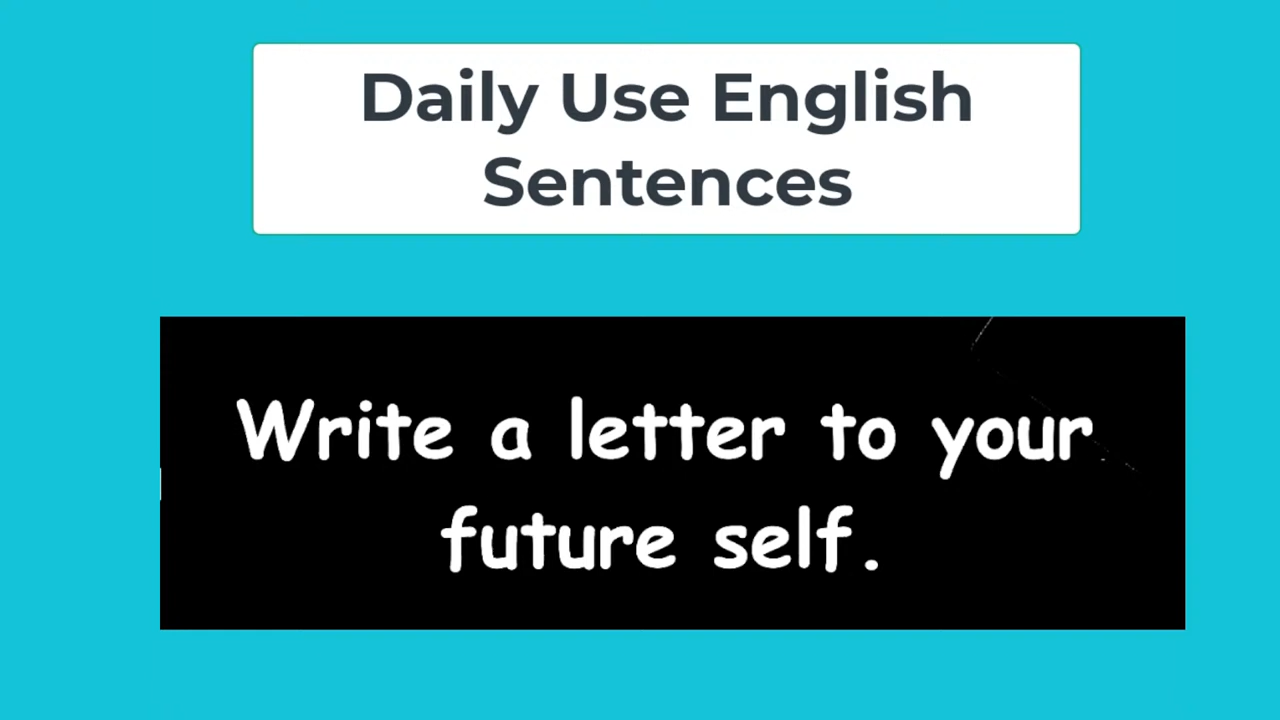 Daily Use English
Sentences
Write a letter to your
future self.